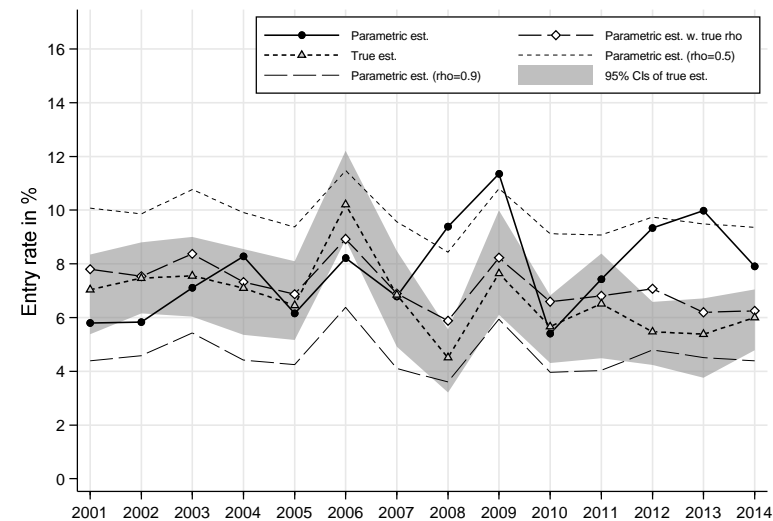 Parametric est.
Parametric est. w. true rho
True est.
Parametric est. (rho=0.5)
Parametric est. (rho=0.9)
95% CIs of true est.
Entry rate in %
16
14
12
10
8
6
4
2
0
2001 2002 2003 2004 2005 2006 2007 2008 2009 2010 2011 2012 2013 2014